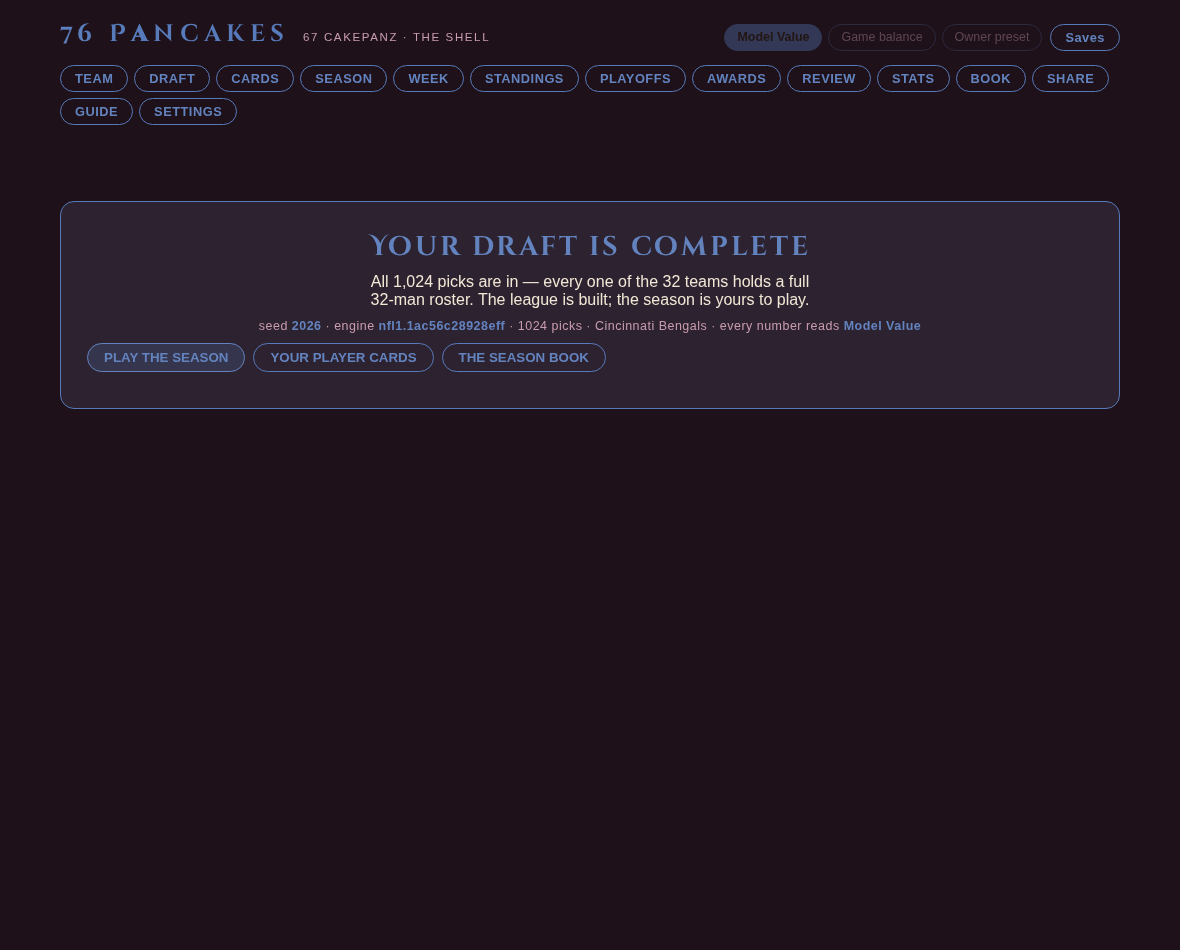 76 Pancakes
67 CAKEPANZ · THE SHELL
Model Value
Game balance
Owner preset
Saves
TEAM
DRAFT
CARDS
SEASON
WEEK
STANDINGS
PLAYOFFS
AWARDS
REVIEW
STATS
BOOK
SHARE
GUIDE
SETTINGS
Your draft is complete
All 1,024 picks are in — every one of the 32 teams holds a full
32-man roster. The league is built; the season is yours to play.
seed 2026 · engine nfl1.1ac56c28928eff · 1024 picks · Cincinnati Bengals · every number reads Model Value
PLAY THE SEASON
YOUR PLAYER CARDS
THE SEASON BOOK